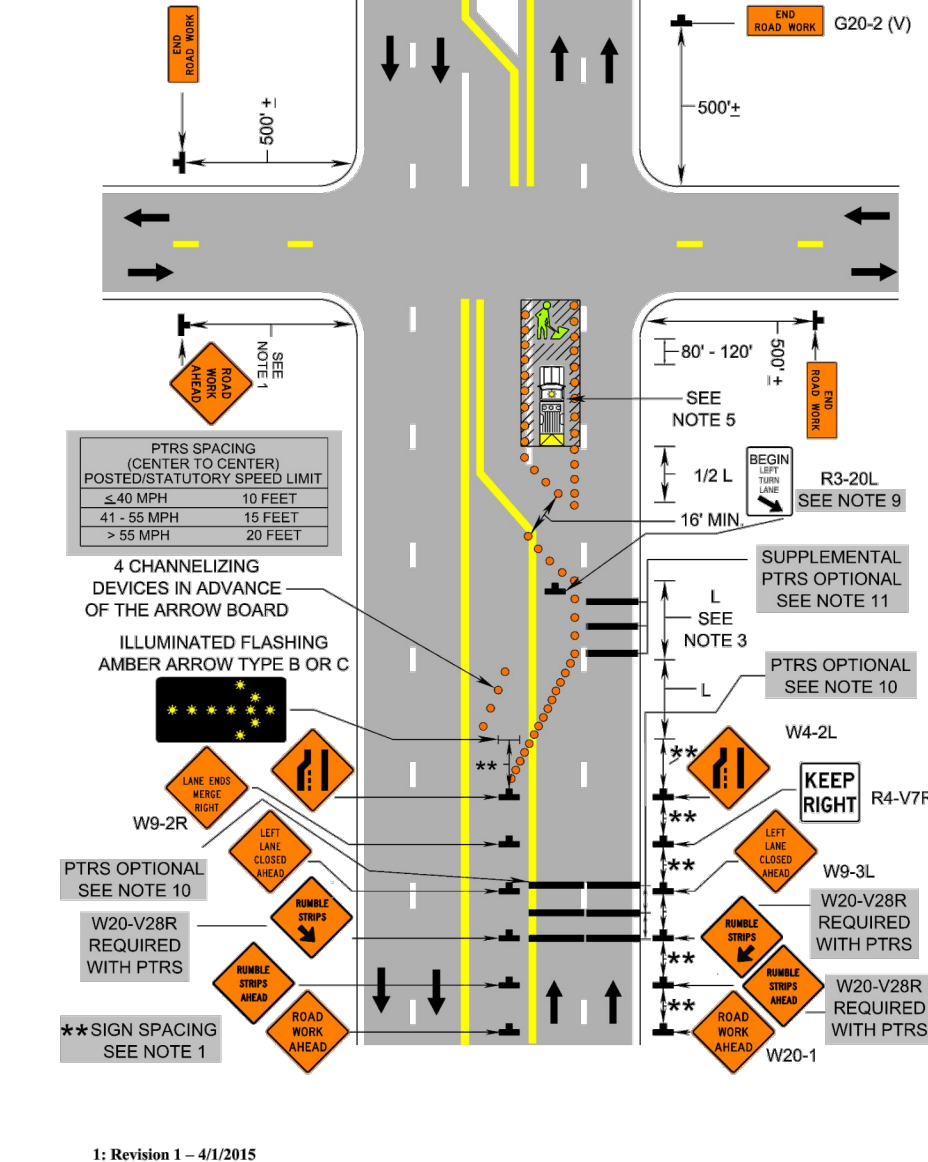 END
ROAD WORK
END
ROAD WORK
G20-2 (V)
500' ±
500'±
SEE
NOTE 1
ROAD
WORK
AHEAD
80' - 120'
500' ±
END
ROAD WORK
SEE
NOTE 5
PTRS SPACING
(CENTER TO CENTER)
POSTED/STATUTORY SPEED LIMIT
≤40 MPH 10 FEET
41 - 55 MPH 15 FEET
> 55 MPH 20 FEET
1/2 L
BEGIN
LEFT
TURN
LANE
R3-20L
SEE NOTE 9
16' MIN.
4 CHANNELIZING
DEVICES IN ADVANCE
OF THE ARROW BOARD
SUPPLEMENTAL
PTRS OPTIONAL
SEE NOTE 11
L
SEE
NOTE 3
ILLUMINATED FLASHING
AMBER ARROW TYPE B OR C
L
PTRS OPTIONAL
SEE NOTE 10
**
**
W4-2L
LANE ENDS
MERGE
RIGHT
W9-2R
KEEP
RIGHT
R4-V7R
**
LEFT
LANE
CLOSED
AHEAD
**
LEFT
LANE
CLOSED
AHEAD
W9-3L
PTRS OPTIONAL
SEE NOTE 10
RUMBLE
STRIPS
W20-V28R
REQUIRED
WITH PTRS
RUMBLE
STRIPS
W20-V28R
REQUIRED
WITH PTRS
**
RUMBLE
STRIPS
AHEAD
RUMBLE
STRIPS
AHEAD
W20-V28R
REQUIRED
WITH PTRS
**
**SIGN SPACING
SEE NOTE 1
ROAD
WORK
AHEAD
ROAD
WORK
AHEAD
W20-1
1: Revision 1 – 4/1/2015